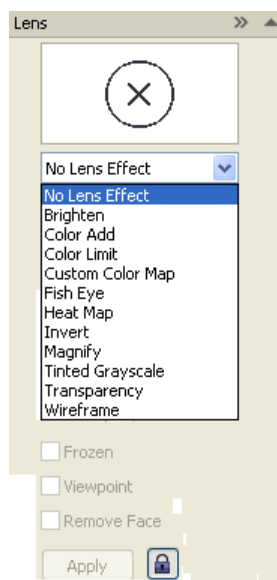 Lens
No Lens Effect
No Lens Effect
Brighten
Color Add
Color Limit
Custom Color Map
Fish Eye
Heat Map
Invert
Magnify
Tinted Grayscale
Transparency
Wireframe
Frozen
Viewpoint
Remove Face
Apply